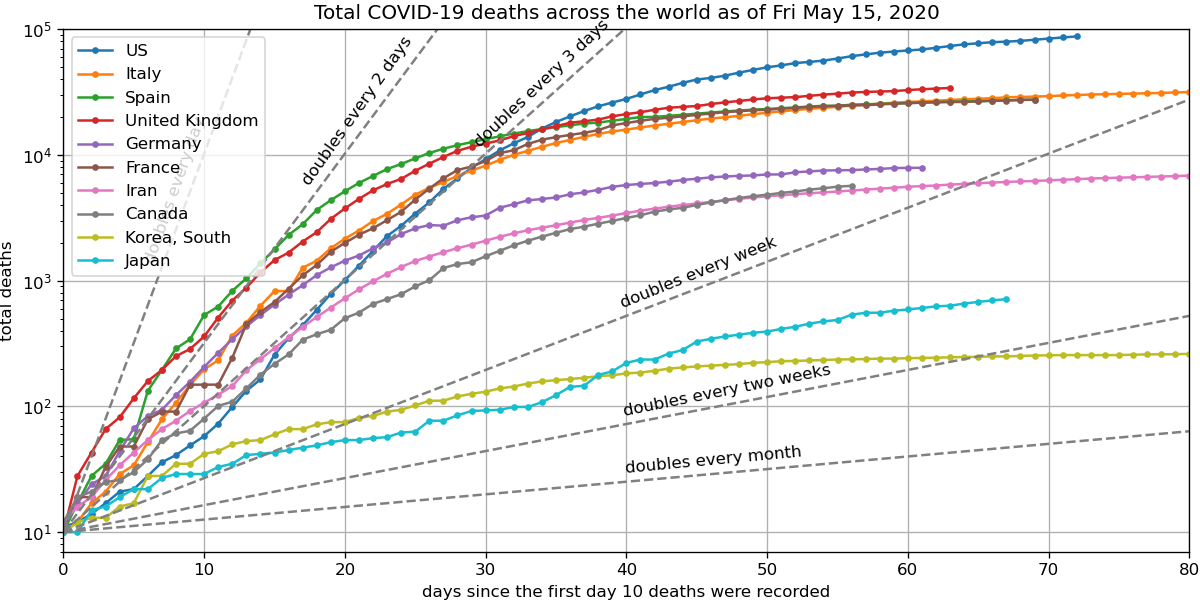 Total COVID-19 deaths across the world as of Fri May 15, 2020
total deaths
10^5
10^4
10^3
10^2
10^1
US
Italy
Spain
United Kingdom
Germany
France
Iran
Canada
Korea, South
Japan
doubles every day
doubles every 2 days
doubles every 3 days
doubles every week
doubles every two weeks
doubles every month
0 10 20 30 40 50 60 70 80
days since the first day 10 deaths were recorded